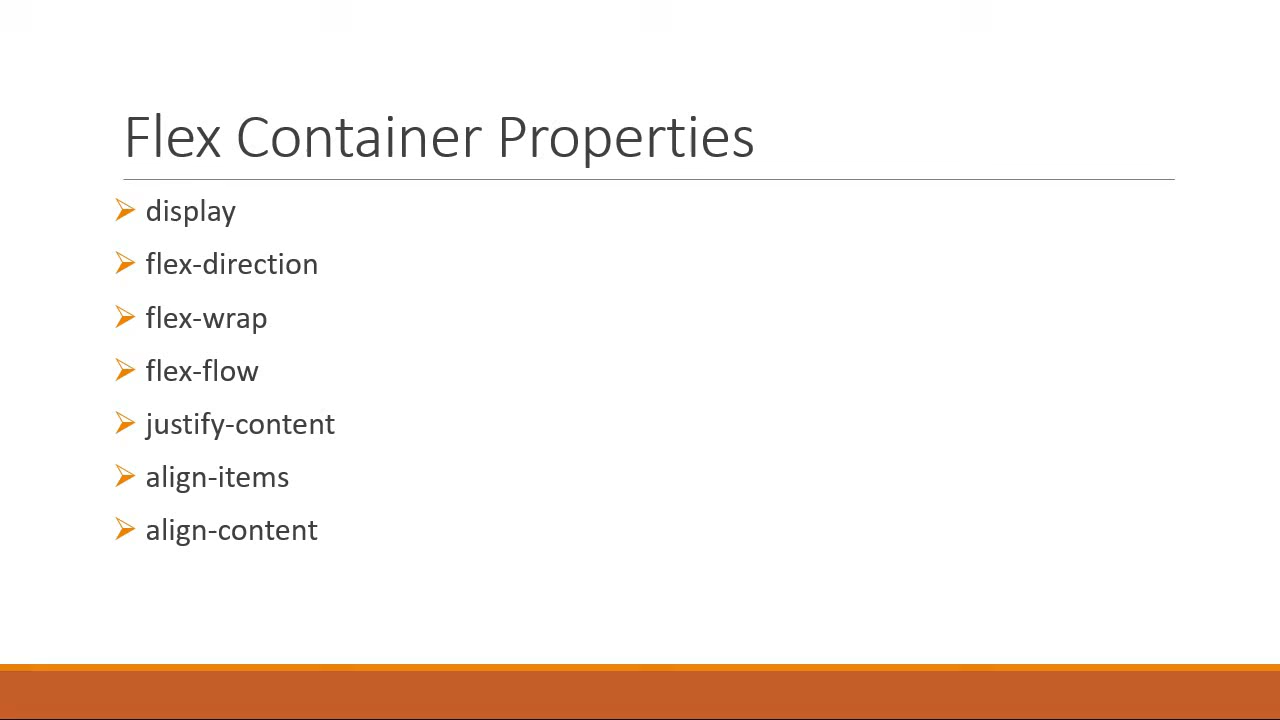 Flex Container Properties
display
flex-direction
flex-wrap
flex-flow
justify-content
align-items
align-content